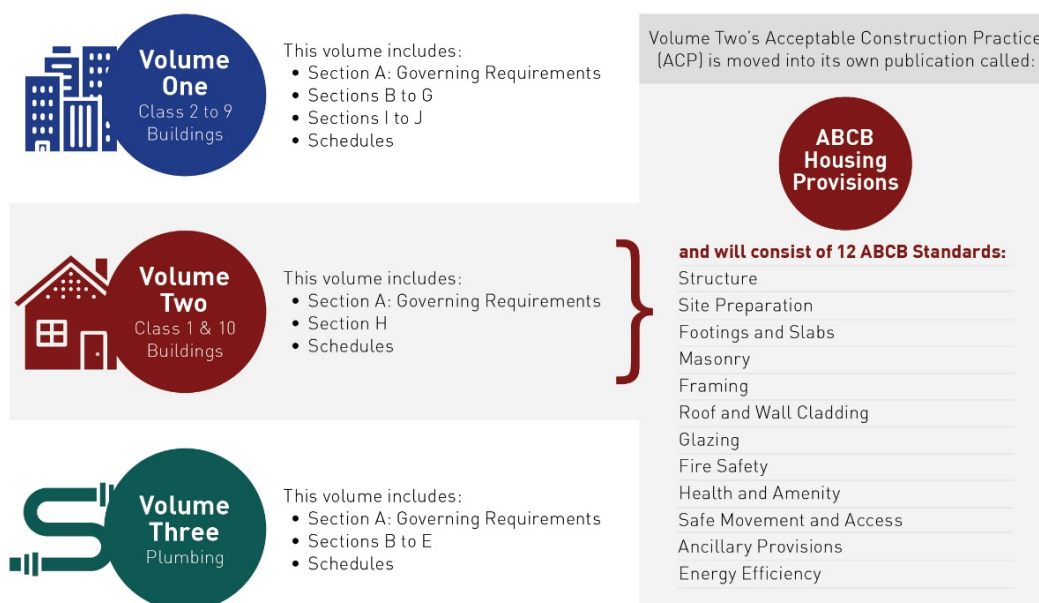 Volume
One
Class 2 to 9
Buildings
This volume includes:
• Section A: Governing Requirements
• Sections B to G
• Sections I to J
• Schedules
Volume
Two
Class 1 & 10
Buildings
This volume includes:
• Section A: Governing Requirements
• Section H
• Schedules
Volume
Three
Plumbing
This volume includes:
• Section A: Governing Requirements
• Sections B to E
• Schedules
Volume Two's Acceptable Construction Practice
(ACP) is moved into its own publication called:
ABCB
Housing
Provisions
and will consist of 12 ABCB Standards:
Structure
Site Preparation
Footings and Slabs
Masonry
Framing
Roof and Wall Cladding
Glazing
Fire Safety
Health and Amenity
Safe Movement and Access
Ancillary Provisions
Energy Efficiency